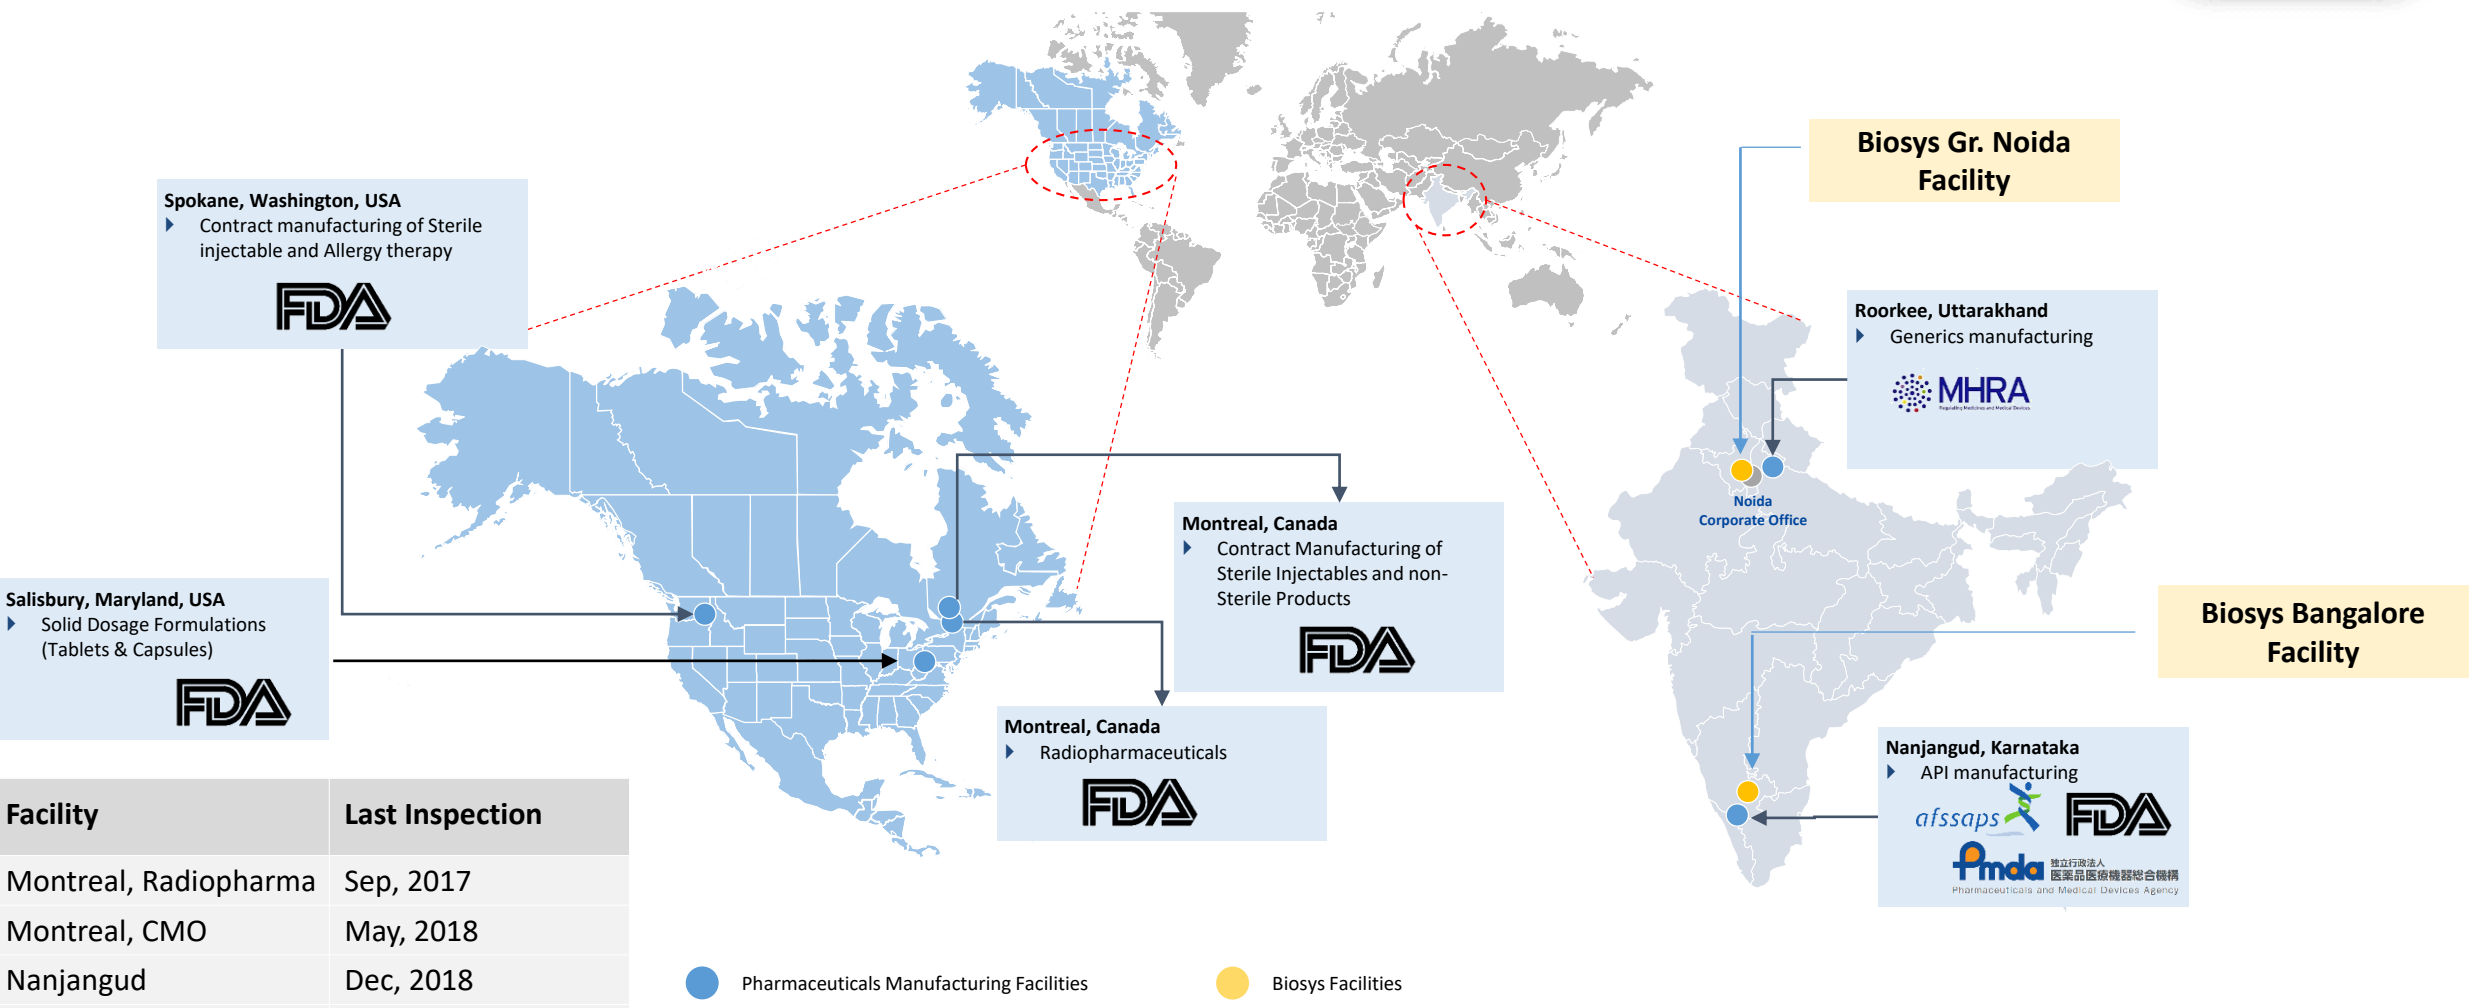 Biosys Gr. Noida
Facility
Spokane, Washington, USA
Contract manufacturing of Sterile
injectable and Allergy therapy
FDA
Roorkee, Uttarakhand
Generics manufacturing
MHRA
Regulating Medicines and Medical Devices
Noida
Corporate Office
Montreal, Canada
Contract Manufacturing of
Sterile Injectables and non-
Sterile Products
FDA
Salisbury, Maryland, USA
Solid Dosage Formulations
(Tablets & Capsules)
FDA
Biosys Bangalore
Facility
Montreal, Canada
Radiopharmaceuticals
FDA
Nanjangud, Karnataka
API manufacturing
afssaps
FDA
Pmda
独立行政法人
医薬品医療機器総合機構
Pharmaceuticals and Medical Devices Agency
Facility Last Inspection
Montreal, Radiopharma Sep, 2017
Montreal, CMO May, 2018
Nanjangud Dec, 2018
Pharmaceuticals Manufacturing Facilities
Biosys Facilities